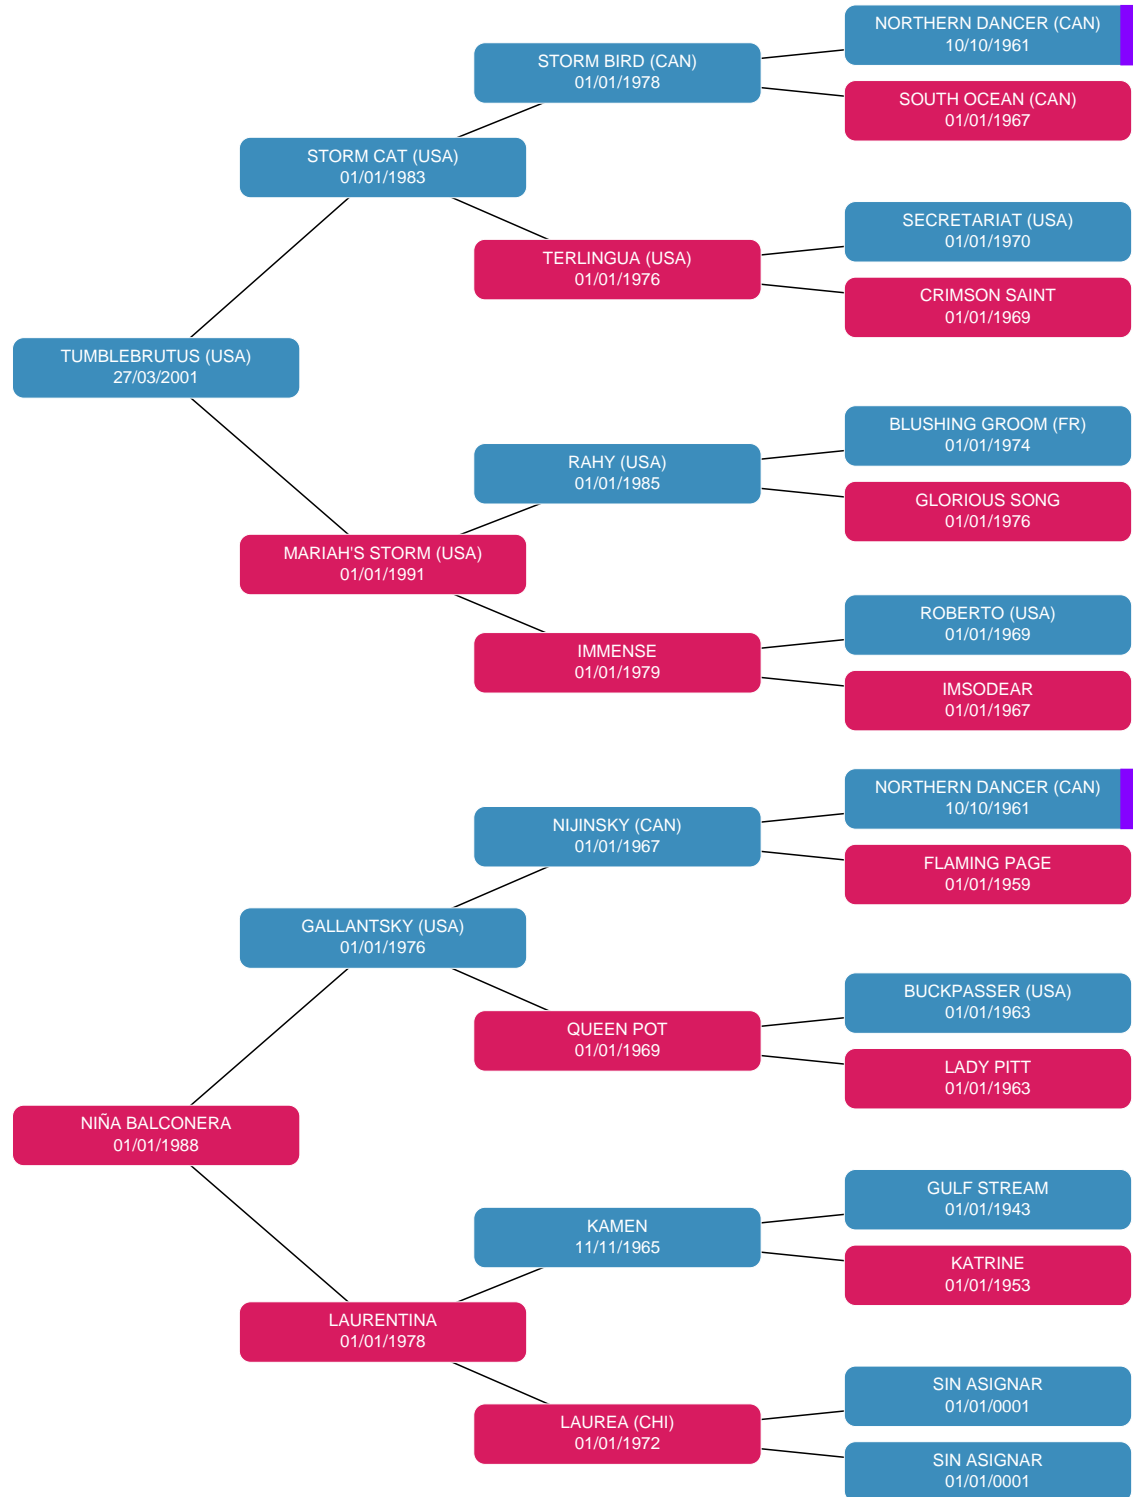 NORTHERN DANCER (CAN)
10/10/1961
STORM BIRD (CAN)
01/01/1978
SOUTH OCEAN (CAN)
01/01/1967
STORM CAT (USA)
01/01/1983
SECRETARIAT (USA)
01/01/1970
TERLINGUA (USA)
01/01/1976
CRIMSON SAINT
01/01/1969
TUMBLEBRUTUS (USA)
27/03/2001
BLUSHING GROOM (FR)
01/01/1974
RAHY (USA)
01/01/1985
GLORIOUS SONG
01/01/1976
MARIAH'S STORM (USA)
01/01/1991
ROBERTO (USA)
01/01/1969
IMMENSE
01/01/1979
IMSODEAR
01/01/1967
NORTHERN DANCER (CAN)
10/10/1961
NIJINSKY (CAN)
01/01/1967
FLAMING PAGE
01/01/1959
GALLANTSKY (USA)
01/01/1976
BUCKPASSER (USA)
01/01/1963
QUEEN POT
01/01/1969
LADY PITT
01/01/1963
NIÑA BALCONERA
01/01/1988
GULF STREAM
01/01/1943
KAMEN
11/11/1965
KATRINE
01/01/1953
LAURENTINA
01/01/1978
SIN ASIGNAR
01/01/0001
LAUREA (CHI)
01/01/1972
SIN ASIGNAR
01/01/0001